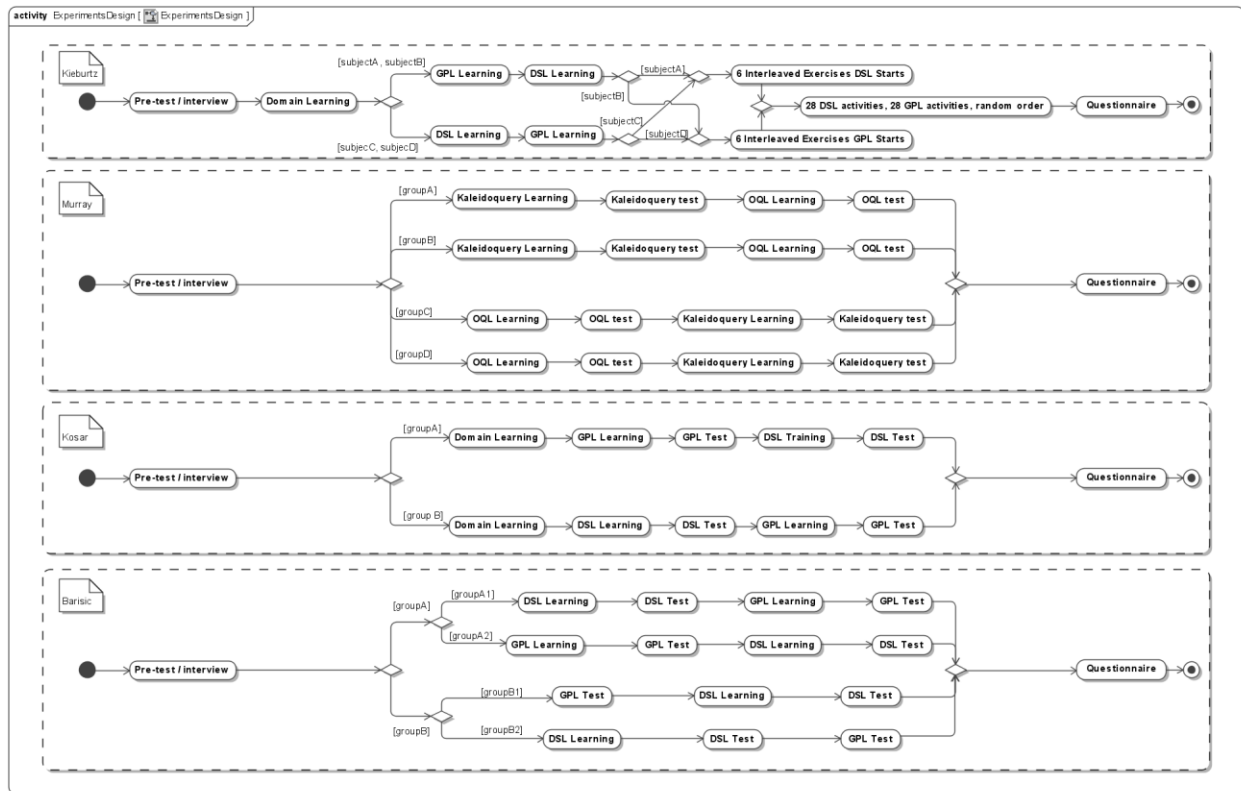 activity ExperimentsDesign [ ExperimentsDesign ]
Kieburtz
[subjectA , subjectB]
GPL Learning
DSL Learning
[subjectA]
6 Interleaved Exercises DSL Starts
[subjectB]
Pre-test / interview
Domain Learning
28 DSL activities, 28 GPL activities, random order
Questionnaire
[subjectC]
DSL Learning
GPL Learning
[subjectD]
6 Interleaved Exercises GPL Starts
[subjecC, subjecD]
Murray
[groupA]
Kaleidoquery Learning
Kaleidoquery test
OQL Learning
OQL test
[groupB]
Kaleidoquery Learning
Kaleidoquery test
OQL Learning
OQL test
Pre-test / interview
Questionnaire
[groupC]
OQL Learning
OQL test
Kaleidoquery Learning
Kaleidoquery test
[groupD]
OQL Learning
OQL test
Kaleidoquery Learning
Kaleidoquery test
Kosar
[groupA]
Domain Learning
GPL Learning
GPL Test
DSL Training
DSL Test
Pre-test / interview
Questionnaire
[group B]
Domain Learning
DSL Learning
DSL Test
GPL Learning
GPL Test
Barisic
[groupA]
[groupA1]
DSL Learning
DSL Test
GPL Learning
GPL Test
[groupA2]
GPL Learning
GPL Test
DSL Learning
DSL Test
Pre-test / interview
Questionnaire
[groupB1]
GPL Test
DSL Learning
DSL Test
[groupB]
[groupB2]
DSL Learning
DSL Test
GPL Test